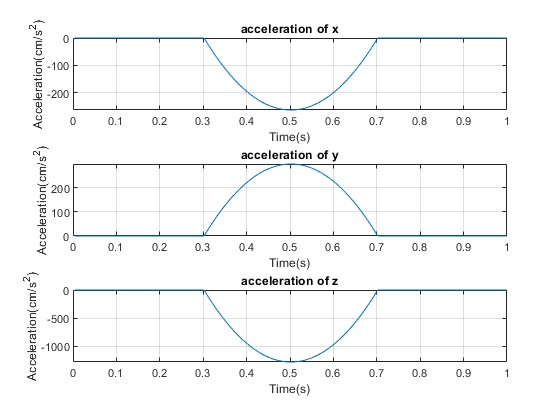 acceleration of x
Acceleration(cm/s²)
0
-100
-200
0 0.1 0.2 0.3 0.4 0.5 0.6 0.7 0.8 0.9 1
Time(s)
acceleration of y
Acceleration(cm/s²)
200
100
0
0 0.1 0.2 0.3 0.4 0.5 0.6 0.7 0.8 0.9 1
Time(s)
acceleration of z
Acceleration(cm/s²)
0
-500
-1000
0 0.1 0.2 0.3 0.4 0.5 0.6 0.7 0.8 0.9 1
Time(s)